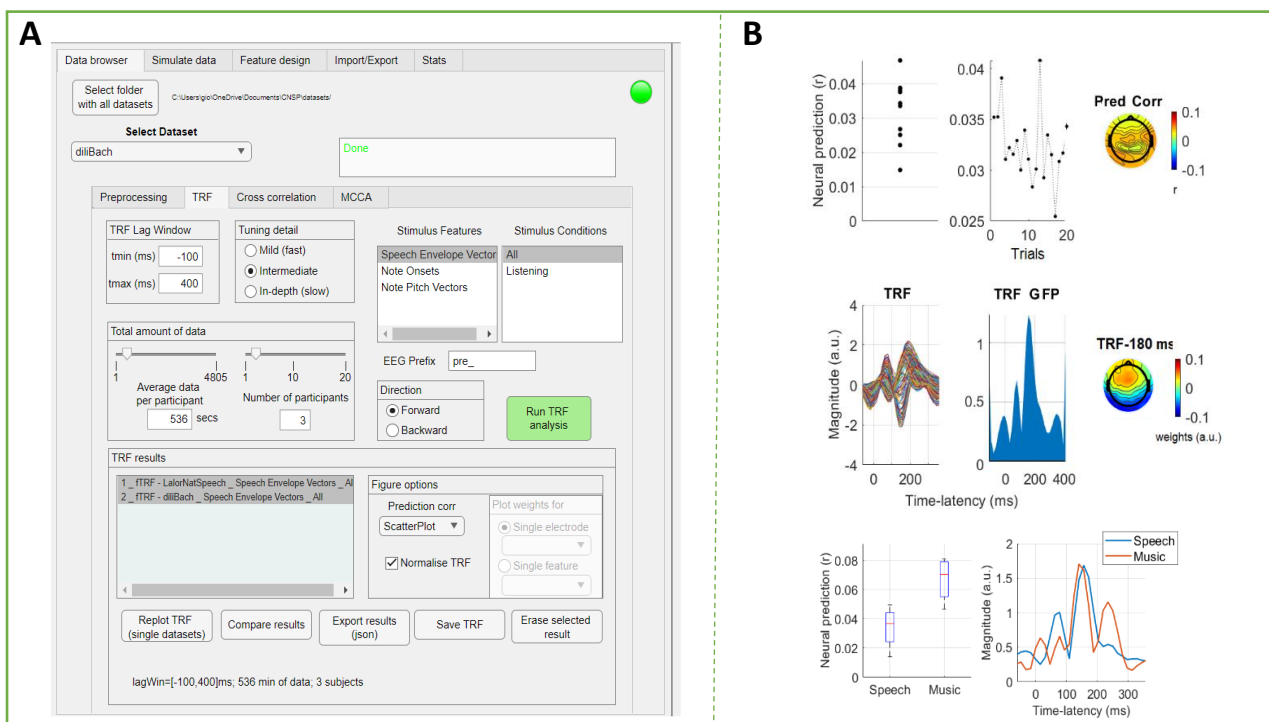 A
Data browser Simulate data Feature design Import/Export Stats
Select folder
with all datasets
C:\Users\gio\OneDrive\Documents\CNSP\datasets/
Select Dataset
diliBach
Done
Preprocessing TRF Cross correlation MCCA
TRF Lag Window
tmin (ms) -100
tmax (ms) 400
Tuning detail
Mild (fast)
Intermediate
In-depth (slow)
Stimulus Features
Speech Envelope Vector
Note Onsets
Note Pitch Vectors
Stimulus Conditions
All
Listening
Total amount of data
1 4805
Average data
per participant
536 secs
1 10 20
Number of participants
3
EEG Prefix pre_
Direction
Forward
Backward
Run TRF
analysis
TRF results
1 _ fTRF - LalorNatSpeech _ Speech Envelope Vectors _ Al
2 _ fTRF - diliBach _ Speech Envelope Vectors _ All
Figure options
Prediction corr
ScatterPlot
Normalise TRF
Plot weights for
Single electrode
Single feature
Replot TRF
(single datasets)
Compare results
Export results
(json)
Save TRF
Erase selected
result
lagWin=[-100,400]ms; 536 min of data; 3 subjects
B
Neural prediction (r)
0.04
0.03
0.02
0.01
0
Neural prediction (r)
0.04
0.035
0.03
0.025
0 10 20
Trials
Pred Corr
0.1
0
-0.1
r
TRF
Magnitude (a.u.)
4
2
0
-2
-4
0 200
TRF GFP
1
0.5
0
0 200 400
Time-latency (ms)
TRF-180 ms
0.1
0
-0.1
weights (a.u.)
Neural prediction (r)
0.08
0.06
0.04
0.02
0
Speech Music
Magnitude (a.u.)
2
1.5
1
0.5
0
0 100 200 300
Time-latency (ms)
Speech
Music